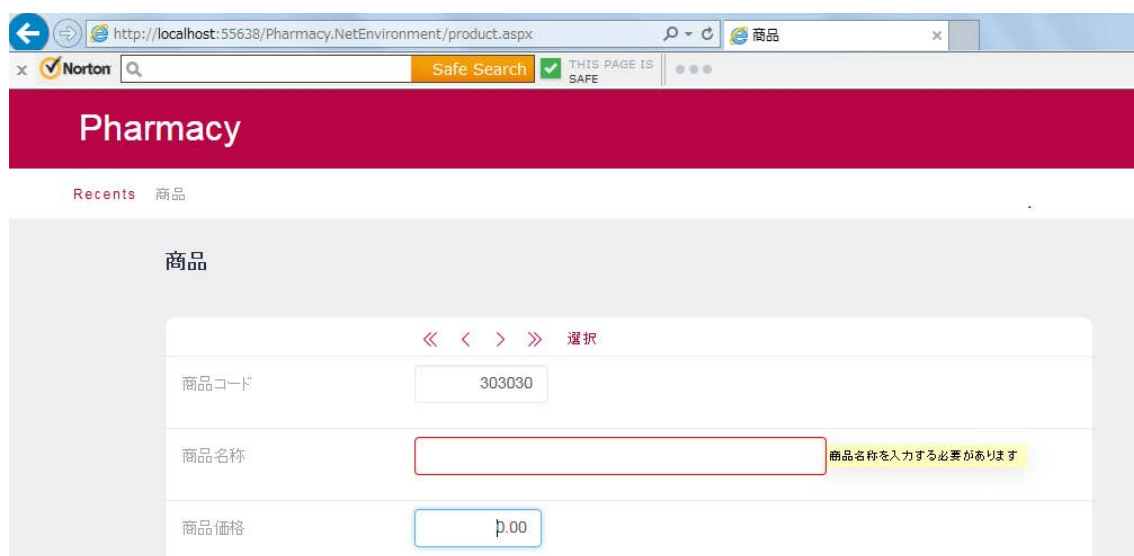 http://localhost:55638/Pharmacy.NetEnvironment/product.aspx 商品
x Norton Safe Search THIS PAGE IS SAFE
Pharmacy
Recents 商品
商品
選択
商品コード 303030
商品名称 商品名称を入力する必要があります
商品価格 0.00